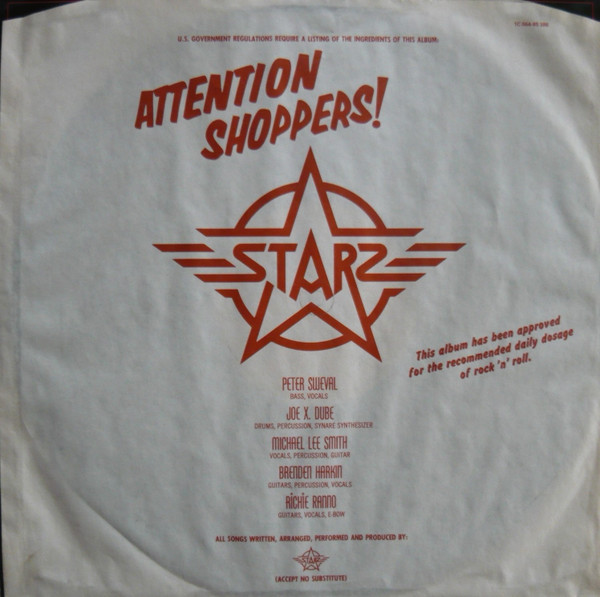 U.S. GOVERNMENT REGULATIONS REQUIRE A LISTING OF THE INGREDIENTS OF THIS ALBUM:
ATTENTION
SHOPPERS!
STARZ
This album has been approved
for the recommended daily dosage
of rock 'n' roll.
PETER SWEVAL
BASS, VOCALS
JOE X. DUBE
DRUMS, PERCUSSION, SYNARE SYNTHESIZER
MICHAEL LEE SMITH
VOCALS, PERCUSSION, GUITAR
BRENDEN HARKIN
GUITARS, PERCUSSION, VOCALS
RICHIE RANNO
GUITARS, VOCALS, E-BOW
ALL SONGS WRITTEN, ARRANGED, PERFORMED AND PRODUCED BY:
STARZ
(ACCEPT NO SUBSTITUTE)